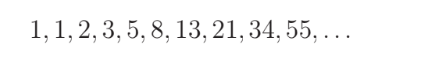 1, 1, 2, 3, 5, 8, 13, 21, 34, 55, . . .